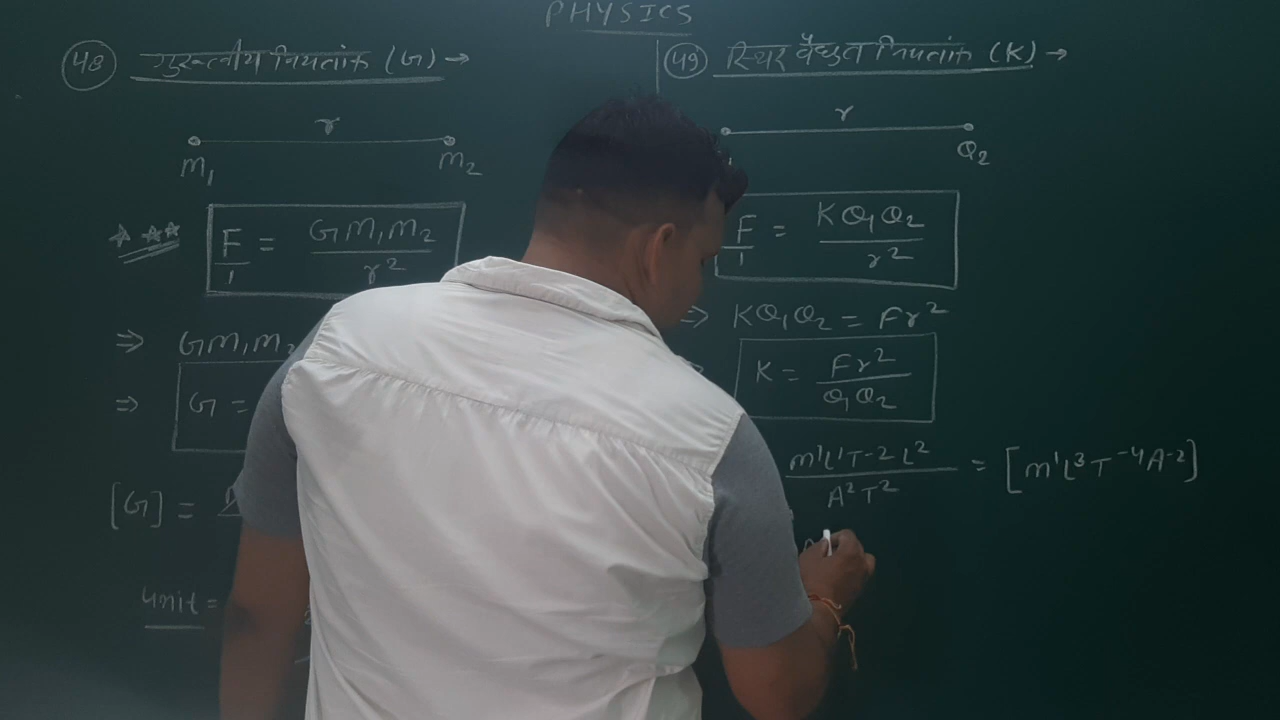 PHYSICS
48 गुरुत्वीय नियतांक (G) →
r
M₁ M₂
F/1 = GM₁M₂/r²
⇒ GM₁M₂
⇒ G =
[G] =
unit =
49 स्थिर वैधुत नियतांक (K) →
r
Q₂
F/1 = KQ₁Q₂/r²
⇒ KQ₁Q₂ = Fr²
K = Fr²/Q₁Q₂
M¹L¹T⁻²L²/A²T² = [M¹L³T⁻⁴A⁻²]